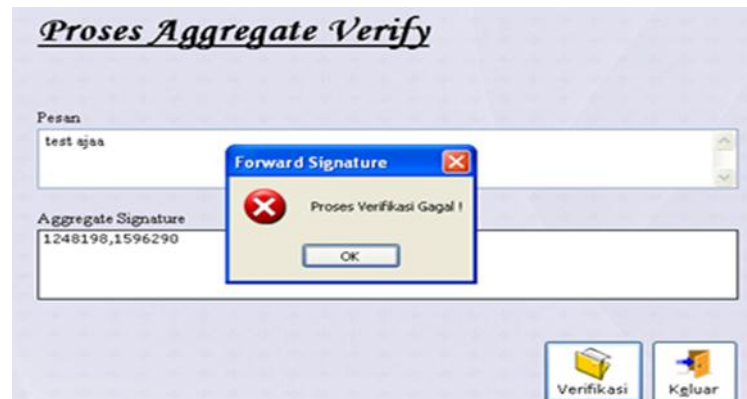 Proses Aggregate Verify
Pesan
test ajaa
Forward Signature
Proses Verifikasi Gagal !
OK
Aggregate Signature
1248198,1596290
Verifikasi
Keluar